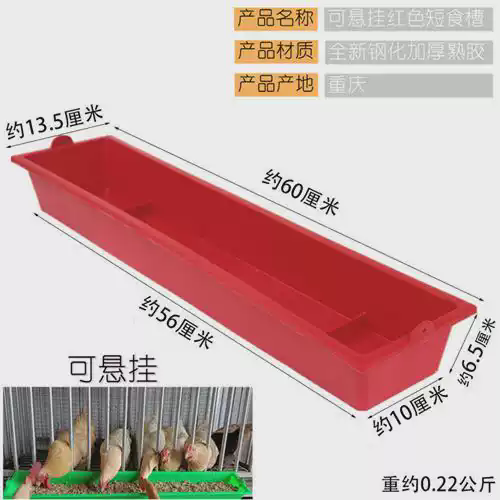 产品名称 可悬挂红色短食槽
产品材质 全新钢化加厚熟胶
产品产地 重庆
约13.5厘米
约60厘米
约56厘米
约6.5厘米
约10厘米
可悬挂
重约0.22公斤